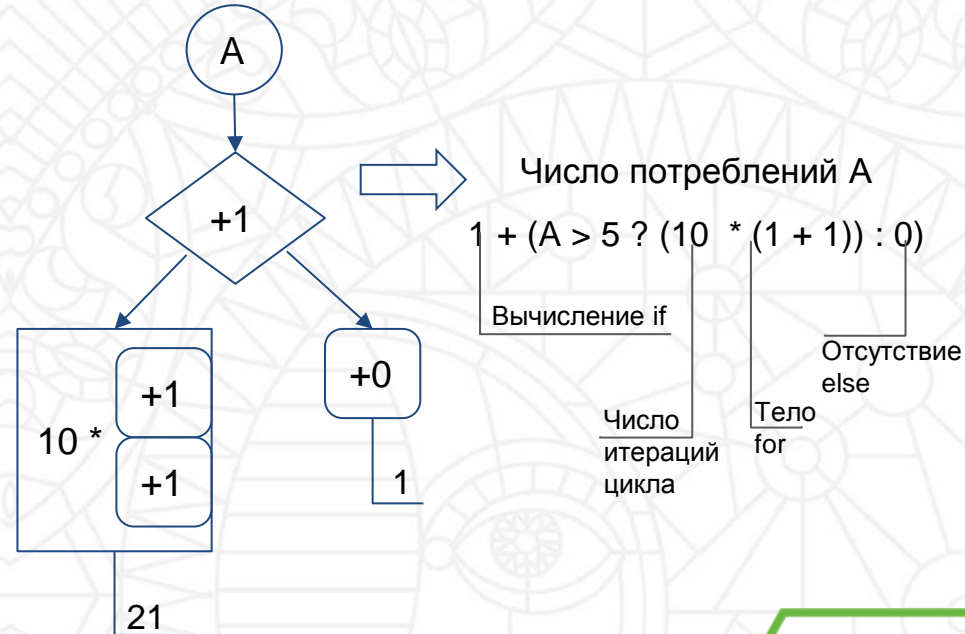 А
+1
Число потреблений А
1 + (А > 5 ? (10 * (1 + 1)) : 0)
Вычисление if
Отсутствие
else
Число
итераций
цикла
Тело
for
10 *
+1
+1
+0
1
21